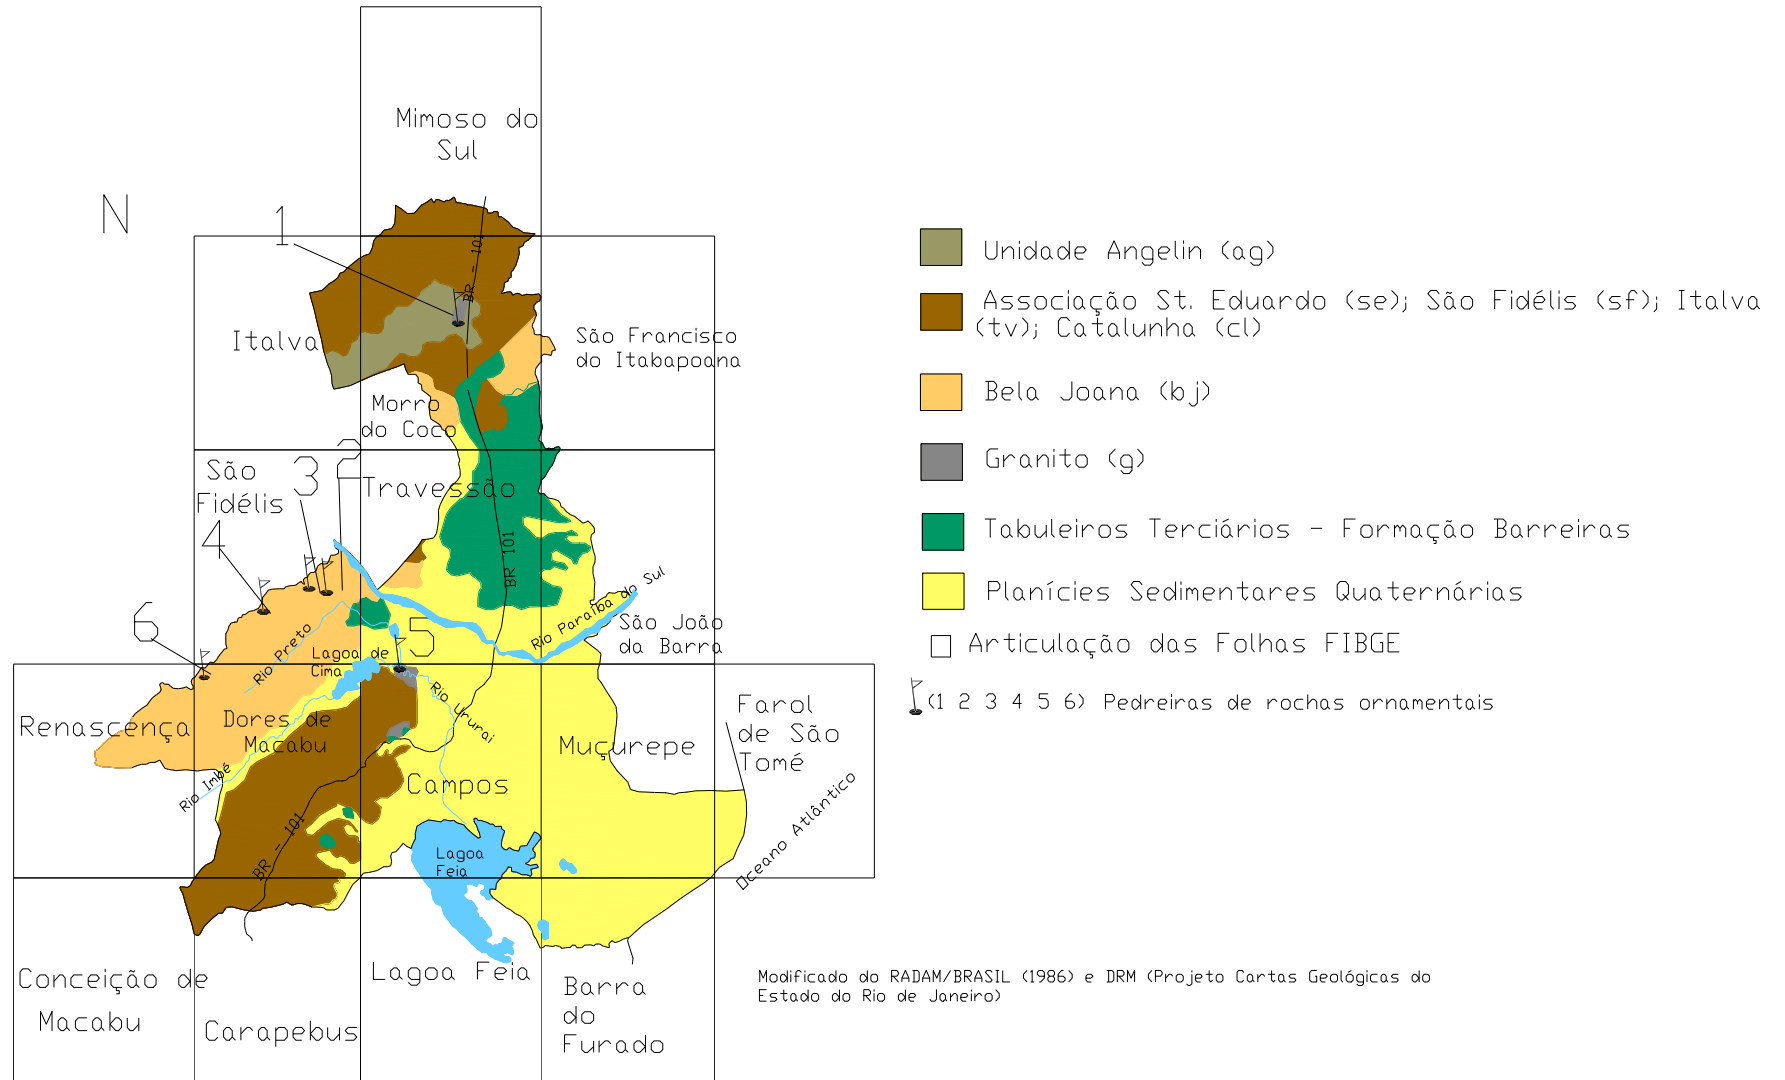 Mimoso do
Sul
N
1
BR - 101
Italva
São Francisco
do Itabapoana
Morro
do Coco
São
Fidélis
3
2
Travessão
4
BR 101
6
5
Rio Preto
Lagoa de
Cima
Rio Paraíba do Sul
São João
da Barra
Renascença
Dores de
Macabu
Rio Imbé
Rio Ururai
Campos
Muçurepe
Farol
de São
Tomé
Oceano Atlântico
BR - 101
Lagoa
Feia
Conceição de
Macabu
Carapebus
Lagoa Feia
Barra
do
Furado
Unidade Angelin (ag)
Associação St. Eduardo (se); São Fidélis (sf); Italva
(tv); Catalunha (cl)
Bela Joana (bj)
Granito (g)
Tabuleiros Terciários - Formação Barreiras
Planícies Sedimentares Quaternárias
Articulação das Folhas FIBGE
(1 2 3 4 5 6) Pedreiras de rochas ornamentais
Modificado do RADAM/BRASIL (1986) e DRM (Projeto Cartas Geológicas do
Estado do Rio de Janeiro)